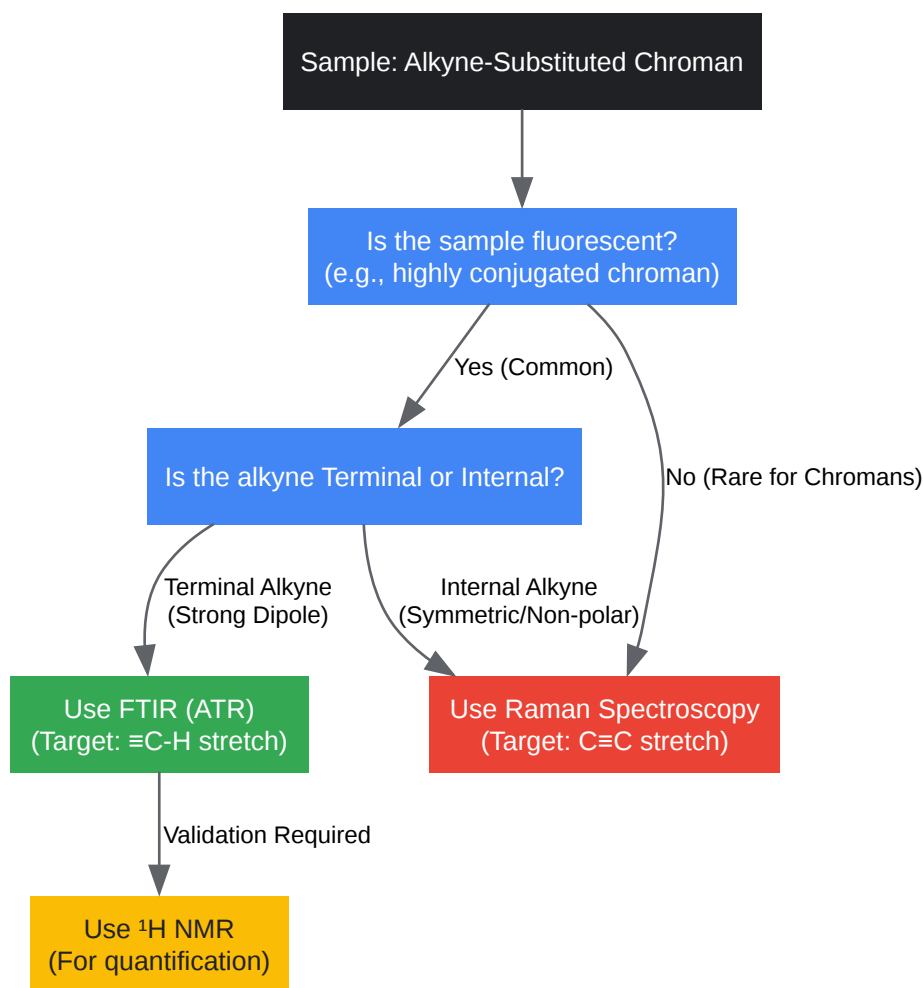 Sample: Alkyne-Substituted Chroman
Is the sample fluorescent?
(e.g., highly conjugated chroman)
Yes (Common)
Is the alkyne Terminal or Internal?
No (Rare for Chromans)
Terminal Alkyne
(Strong Dipole)
Internal Alkyne
(Symmetric/Non-polar)
Use FTIR (ATR)
(Target: ≡C-H stretch)
Use Raman Spectroscopy
(Target: C≡C stretch)
Validation Required
Use ¹H NMR
(For quantification)